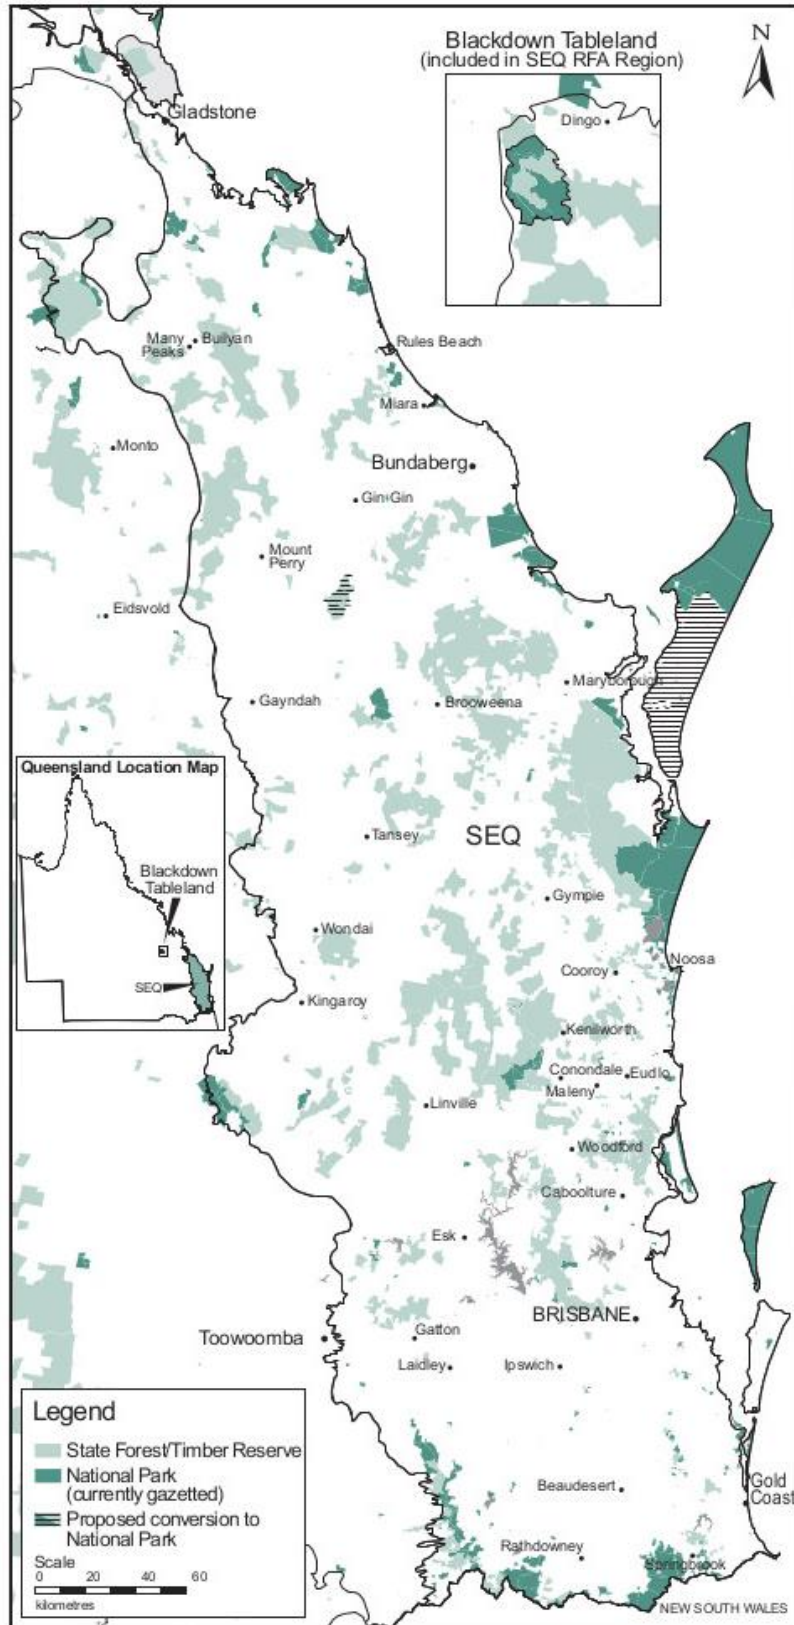 Blackdown Tableland
(included in SEQ RFA Region)
N
Dingo
Gladstone
Many
Peaks
Builyan
Rules Beach
Miara
Monto
Bundaberg
Gin Gin
Mount
Perry
Eidsvold
Maryborough
Gayndah
Brooweena
Queensland Location Map
Blackdown
Tableland
SEQ
Tansey
SEQ
Gympie
Wondai
Noosa
Cooroy
Kingaroy
Kenilworth
Conondale
Eudlo
Maleny
Linville
Woodford
Caboolture
Esk
BRISBANE
Toowoomba
Gatton
Laidley
Ipswich
Legend
State Forest/Timber Reserve
National Park
(currently gazetted)
Proposed conversion to
National Park
Scale
0 20 40 60
kilometres
Beaudesert
Gold
Coast
Rathdowney
Springbrook
NEW SOUTH WALES